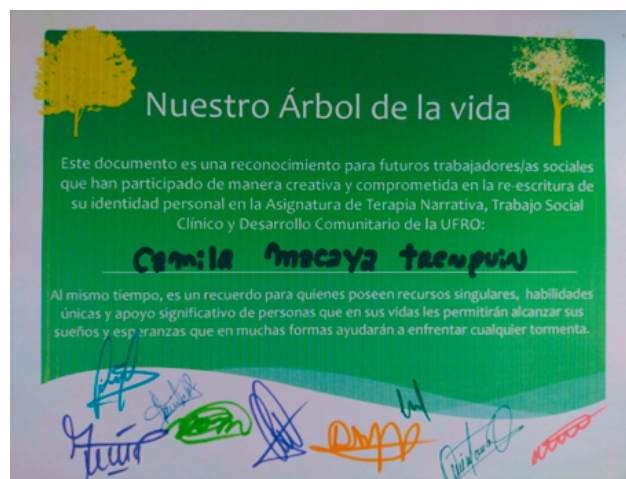 Nuestro Árbol de la vida
Este documento es una reconocimiento para futuros trabajadores/as sociales
que han participado de manera creativa y comprometida en la re-escritura de
su identidad personal en la Asignatura de Terapia Narrativa, Trabajo Social
Clínico y Desarrollo Comunitario de la UFRO:
Camila Macaya
Al mismo tiempo, es un recuerdo para quienes poseen recursos singulares, habilidades
únicas y apoyo significativo de personas que en sus vidas les permitirán alcanzar sus
sueños y esperanzas que en muchas formas ayudarán a enfrentar cualquier tormenta.